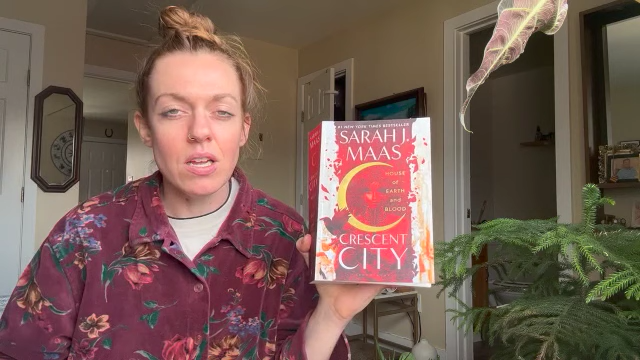 #1 NEW YORK TIMES BESTSELLER
SARAH J.
MAAS
HOUSE
of
EARTH
and
BLOOD
CRESCENT
CITY